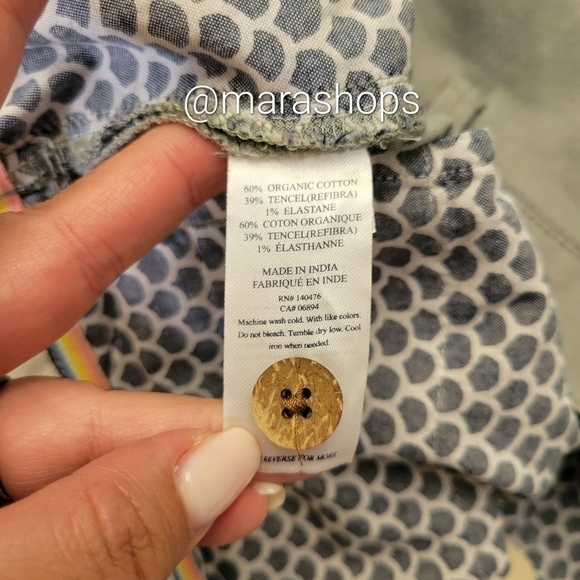 @marashops
60% ORGANIC COTTON
39% TENCEL(REFIBRA)
1% ELASTANE
60% COTON ORGANIQUE
39% TENCEL(REFIBRA)
1% ÉLASTHANNE
MADE IN INDIA
FABRIQUÉ EN INDE
RN# 140476
CA# 06894
Machine wash cold. With like colors.
Do not bleach. Tumble dry low. Cool
iron when needed.
REVERSE FOR MORE